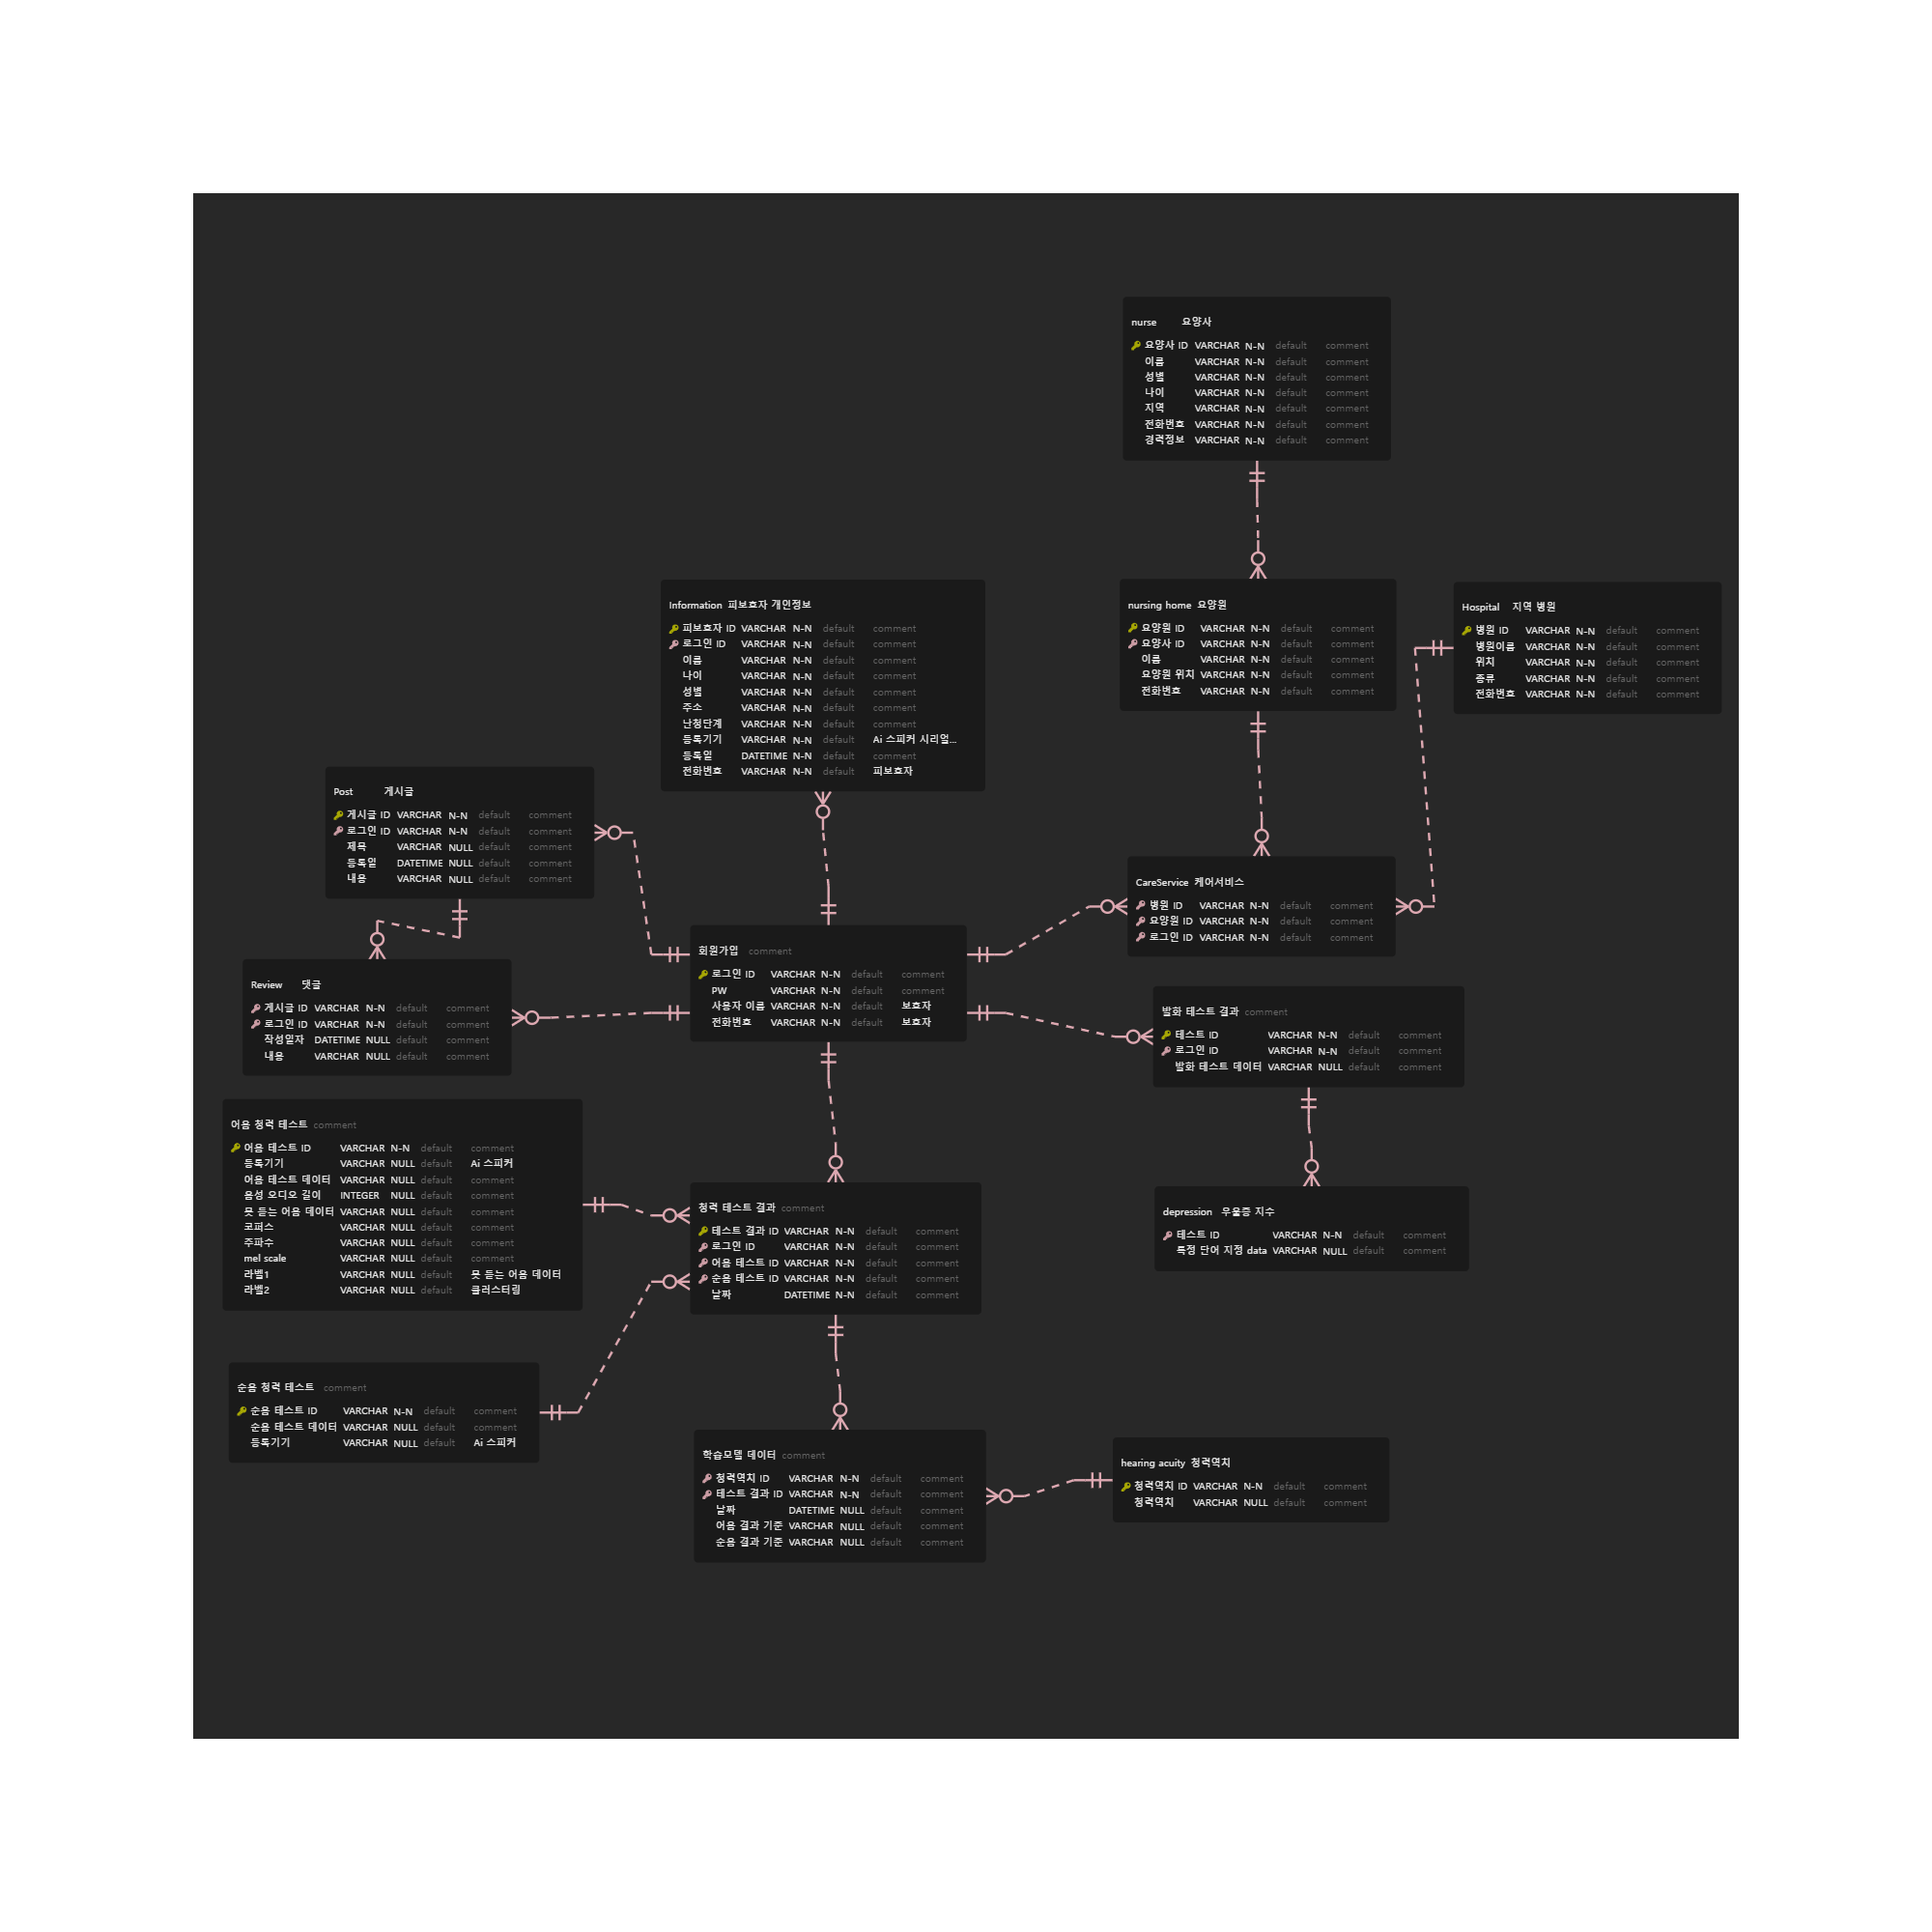 nurse 요양사
요양사 ID VARCHAR N-N default comment
이름 VARCHAR N-N default comment
성별 VARCHAR N-N default comment
나이 VARCHAR N-N default comment
지역 VARCHAR N-N default comment
전화번호 VARCHAR N-N default comment
경력정보 VARCHAR N-N default comment
Information 피보호자 개인정보
피보호자 ID VARCHAR N-N default comment
로그인 ID VARCHAR N-N default comment
이름 VARCHAR N-N default comment
나이 VARCHAR N-N default comment
성별 VARCHAR N-N default comment
주소 VARCHAR N-N default comment
난청단계 VARCHAR N-N default comment
등록기기 VARCHAR N-N default Ai 스피커 시리얼...
등록일 DATETIME N-N default comment
전화번호 VARCHAR N-N default 피보호자
nursing home 요양원
요양원 ID VARCHAR N-N default comment
요양사 ID VARCHAR N-N default comment
이름 VARCHAR N-N default comment
요양원 위치 VARCHAR N-N default comment
전화번호 VARCHAR N-N default comment
Hospital 지역 병원
병원 ID VARCHAR N-N default comment
병원이름 VARCHAR N-N default comment
위치 VARCHAR N-N default comment
종류 VARCHAR N-N default comment
전화번호 VARCHAR N-N default comment
Post 게시글
게시글 ID VARCHAR N-N default comment
로그인 ID VARCHAR N-N default comment
제목 VARCHAR NULL default comment
등록일 DATETIME NULL default comment
내용 VARCHAR NULL default comment
CareService 케어서비스
병원 ID VARCHAR N-N default comment
요양원 ID VARCHAR N-N default comment
로그인 ID VARCHAR N-N default comment
회원가입 comment
로그인 ID VARCHAR N-N default comment
PW VARCHAR N-N default comment
사용자 이름 VARCHAR N-N default 보호자
전화번호 VARCHAR N-N default 보호자
Review 댓글
게시글 ID VARCHAR N-N default comment
로그인 ID VARCHAR N-N default comment
작성일자 DATETIME NULL default comment
내용 VARCHAR NULL default comment
발화 테스트 결과 comment
테스트 ID VARCHAR N-N default comment
로그인 ID VARCHAR N-N default comment
발화 테스트 데이터 VARCHAR NULL default comment
어음 청력 테스트 comment
어음 테스트 ID VARCHAR N-N default comment
등록기기 VARCHAR NULL default Ai 스피커
어음 테스트 데이터 VARCHAR NULL default comment
음성 오디오 길이 INTEGER NULL default comment
못 듣는 어음 데이터 VARCHAR NULL default comment
코퍼스 VARCHAR NULL default comment
주파수 VARCHAR NULL default comment
mel scale VARCHAR NULL default comment
라벨1 VARCHAR NULL default 못 듣는 어음 데이터
라벨2 VARCHAR NULL default 클러스터링
청력 테스트 결과 comment
테스트 결과 ID VARCHAR N-N default comment
로그인 ID VARCHAR N-N default comment
어음 테스트 ID VARCHAR N-N default comment
순음 테스트 ID VARCHAR N-N default comment
날짜 DATETIME N-N default comment
depression 우울증 지수
테스트 ID VARCHAR N-N default comment
특정 단어 지정 data VARCHAR NULL default comment
순음 청력 테스트 comment
순음 테스트 ID VARCHAR N-N default comment
순음 테스트 데이터 VARCHAR NULL default comment
등록기기 VARCHAR NULL default Ai 스피커
학습모델 데이터 comment
청력역치 ID VARCHAR N-N default comment
테스트 결과 ID VARCHAR N-N default comment
날짜 DATETIME NULL default comment
어음 결과 기준 VARCHAR NULL default comment
순음 결과 기준 VARCHAR NULL default comment
hearing acuity 청력역치
청력역치 ID VARCHAR N-N default comment
청력역치 VARCHAR NULL default comment